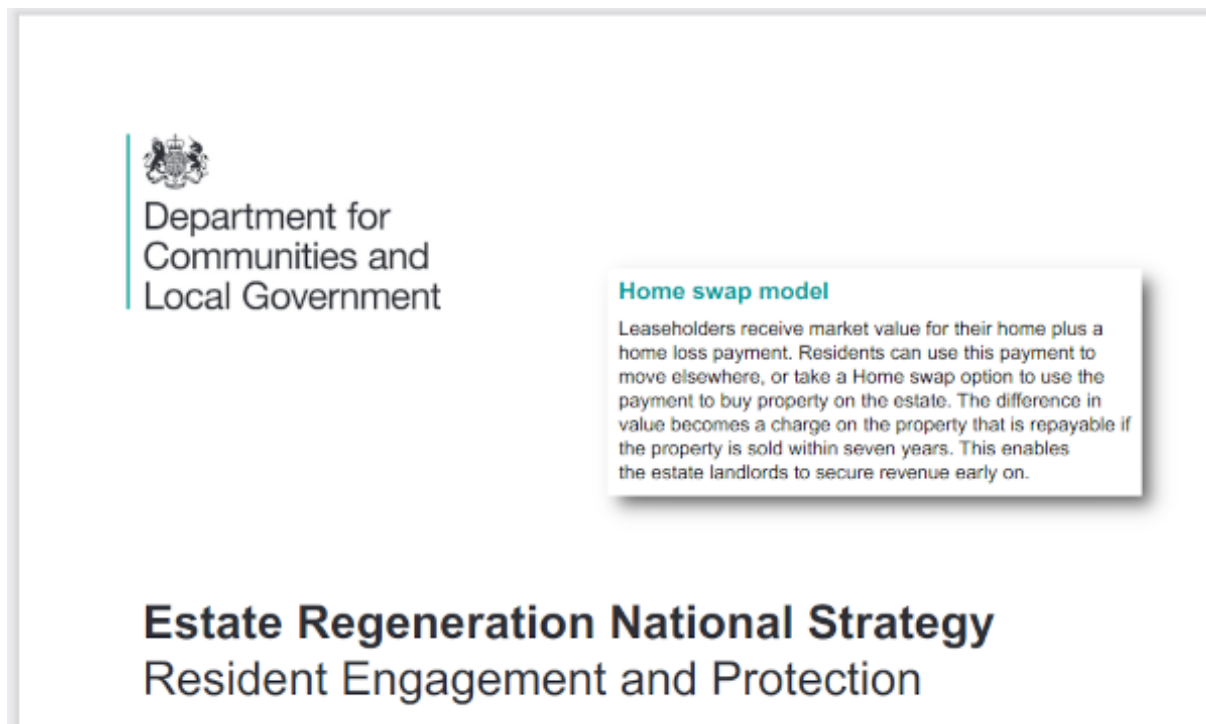 Department for
Communities and
Local Government
Home swap model
Leaseholders receive market value for their home plus a
home loss payment. Residents can use this payment to
move elsewhere, or take a Home swap option to use the
payment to buy property on the estate. The difference in
value becomes a charge on the property that is repayable if
the property is sold within seven years. This enables
the estate landlords to secure revenue early on.
Estate Regeneration National Strategy
Resident Engagement and Protection